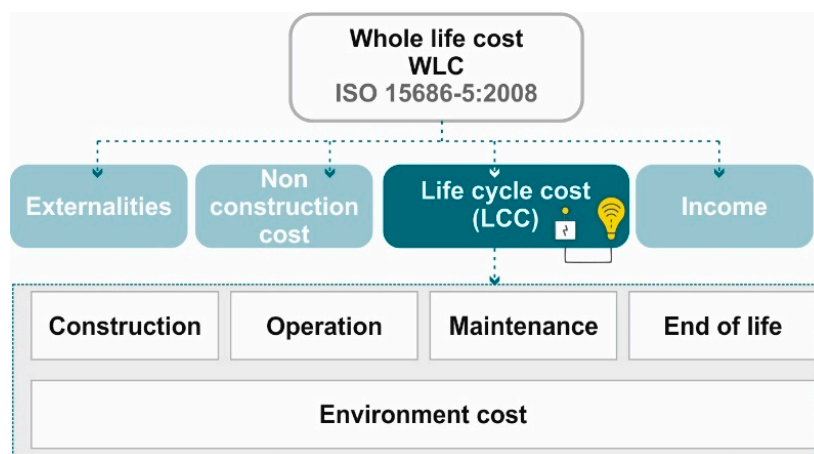 Whole life cost
WLC
ISO 15686-5:2008
Externalities
Non
construction
cost
Life cycle cost
(LCC)
Income
Construction
Operation
Maintenance
End of life
Environment cost